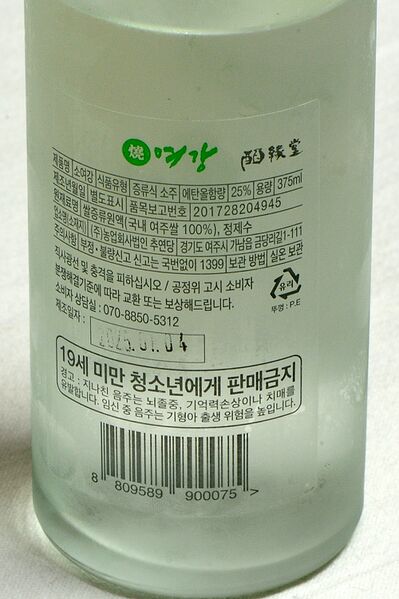 燒 여강 酉彔堂
제품명 소여강 식품유형 증류식 소주 에탄올함량 25% 용량 375ml
제조년월일 별도표시 품목보고번호 201728204945
원재료명 쌀증류원액(국내 여주쌀 100%), 정제수
업소명(소재지) (주)농업회사법인 추연당 경기도 여주시 가남읍 금당리길1-111
주의사항 부정·불량신고 신고는 국번없이 1399 보관 방법 실온 보관
직사광선 및 충격을 피하십시오 / 공정위 고시 소비자
분쟁해결기준에 따라 교환 또는 보상해드립니다.
소비자 상담실 : 070-8850-5312
유리
뚜껑 : P.E
제조일자 :
19세 미만 청소년에게 판매금지
경고 : 지나친 음주는 뇌졸중, 기억력손상이나 치매를
유발합니다. 임신 중 음주는 기형아 출생 위험을 높입니다.
8 809589 900075 >